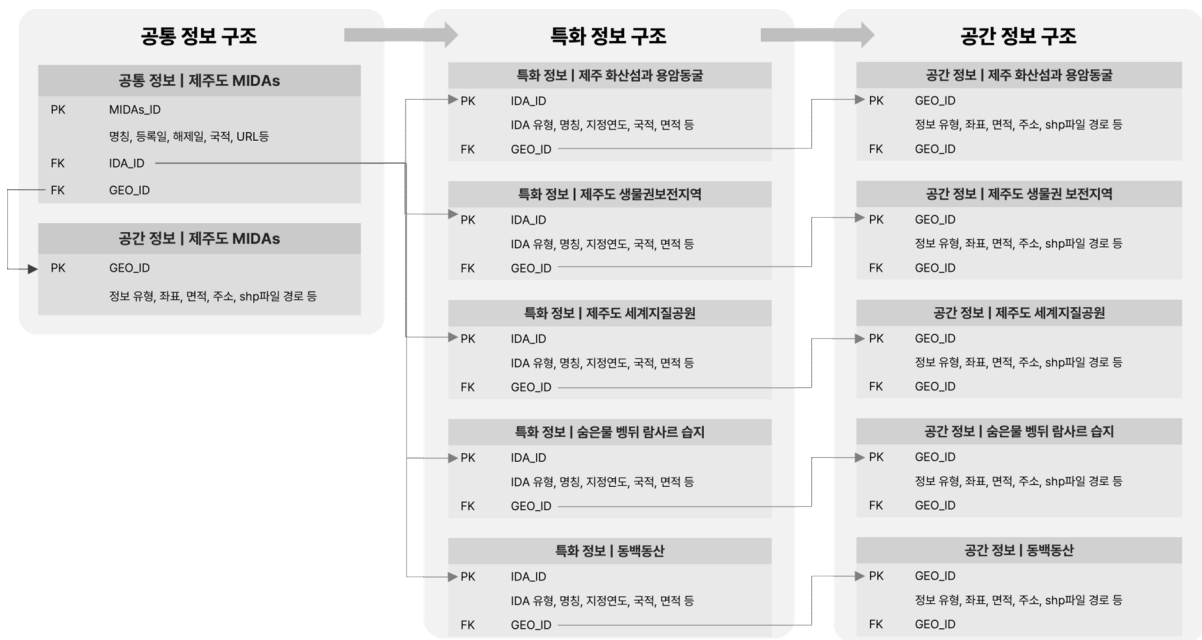 공통 정보 구조
공통 정보 | 제주도 MIDAs
PK MIDAs_ID
명칭, 등록일, 해제일, 국적, URL등
FK IDA_ID
FK GEO_ID
공간 정보 | 제주도 MIDAs
PK GEO_ID
정보 유형, 좌표, 면적, 주소, shp파일 경로 등
특화 정보 구조
특화 정보 | 제주 화산섬과 용암동굴
PK IDA_ID
IDA 유형, 명칭, 지정연도, 국적, 면적 등
FK GEO_ID
특화 정보 | 제주도 생물권보전지역
PK IDA_ID
IDA 유형, 명칭, 지정연도, 국적, 면적 등
FK GEO_ID
특화 정보 | 제주도 세계지질공원
PK IDA_ID
IDA 유형, 명칭, 지정연도, 국적, 면적 등
FK GEO_ID
특화 정보 | 숨은물 벵뒤 람사르 습지
PK IDA_ID
IDA 유형, 명칭, 지정연도, 국적, 면적 등
FK GEO_ID
특화 정보 | 동백동산
PK IDA_ID
IDA 유형, 명칭, 지정연도, 국적, 면적 등
FK GEO_ID
공간 정보 구조
공간 정보 | 제주 화산섬과 용암동굴
PK GEO_ID
정보 유형, 좌표, 면적, 주소, shp파일 경로 등
FK GEO_ID
공간 정보 | 제주도 생물권 보전지역
PK GEO_ID
정보 유형, 좌표, 면적, 주소, shp파일 경로 등
FK GEO_ID
공간 정보 | 제주도 세계지질공원
PK GEO_ID
정보 유형, 좌표, 면적, 주소, shp파일 경로 등
FK GEO_ID
공간 정보 | 숨은물 벵뒤 람사르 습지
PK GEO_ID
정보 유형, 좌표, 면적, 주소, shp파일 경로 등
FK GEO_ID
공간 정보 | 동백동산
PK GEO_ID
정보 유형, 좌표, 면적, 주소, shp파일 경로 등
FK GEO_ID